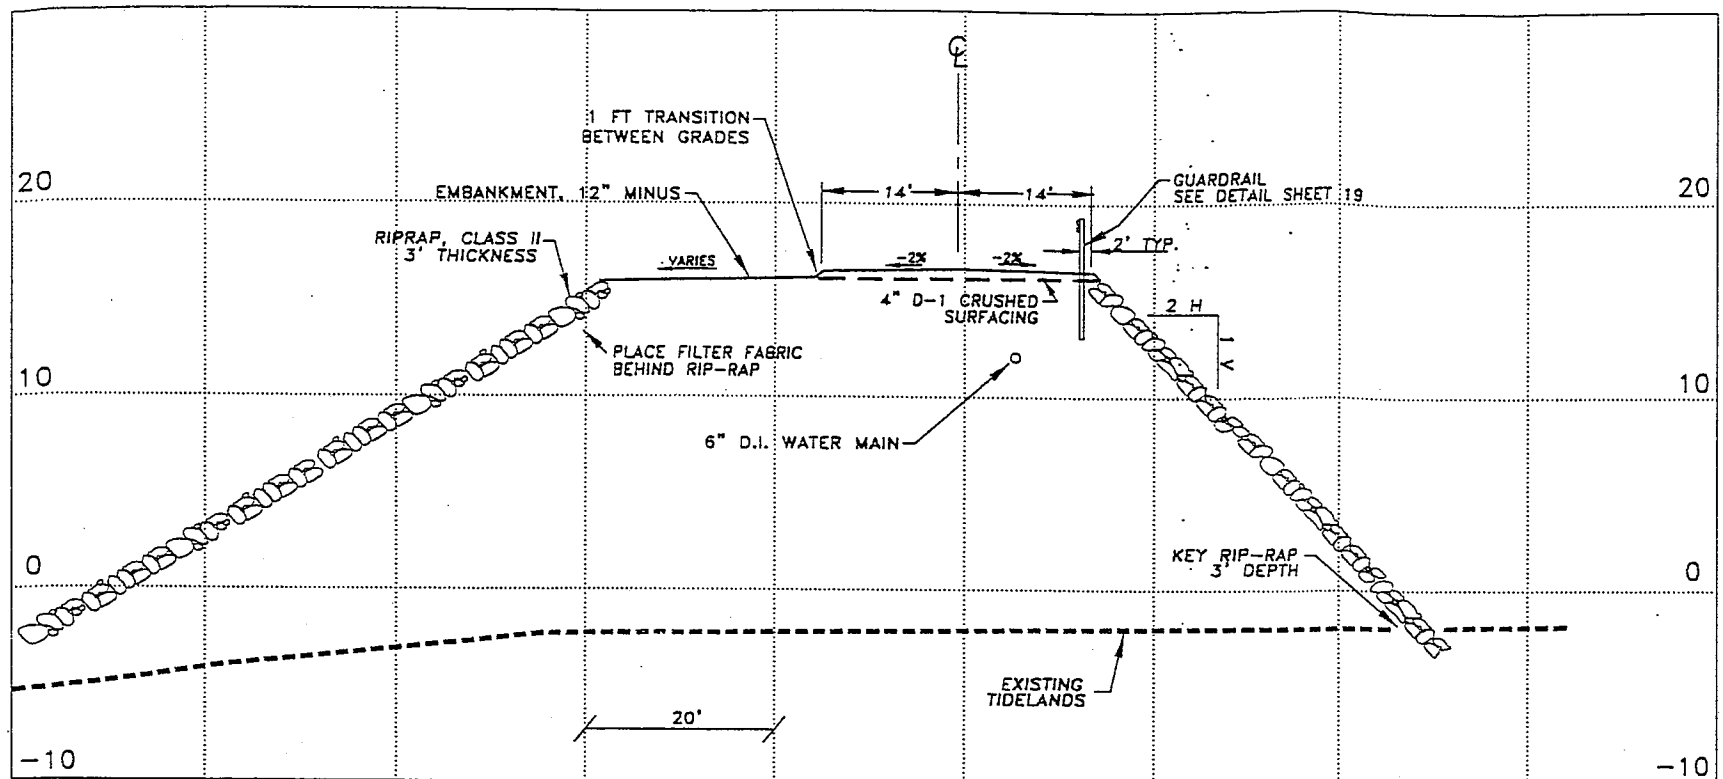 ℄
1 FT TRANSITION
BETWEEN GRADES
20
EMBANKMENT, 12" MINUS
14'
14'
GUARDRAIL
SEE DETAIL SHEET 19
20
RIPRAP, CLASS II
3' THICKNESS
VARIES
-2%
-2%
2' TYP.
4" D-1 CRUSHED
SURFACING
2 H
1 V
PLACE FILTER FABRIC
BEHIND RIP-RAP
10
10
6" D.I. WATER MAIN
0
KEY RIP-RAP
3' DEPTH
0
EXISTING
TIDELANDS
20'
-10
-10